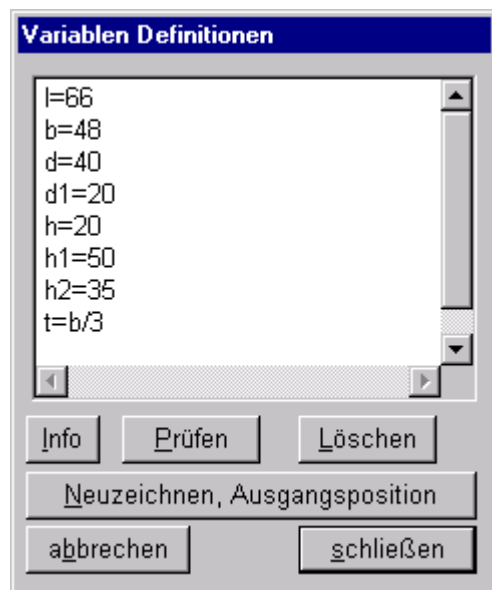 Variablen Definitionen
l=66
b=48
d=40
d1=20
h=20
h1=50
h2=35
t=b/3
Info Prüfen Löschen
Neuzeichnen, Ausgangsposition
abbrechen schließen